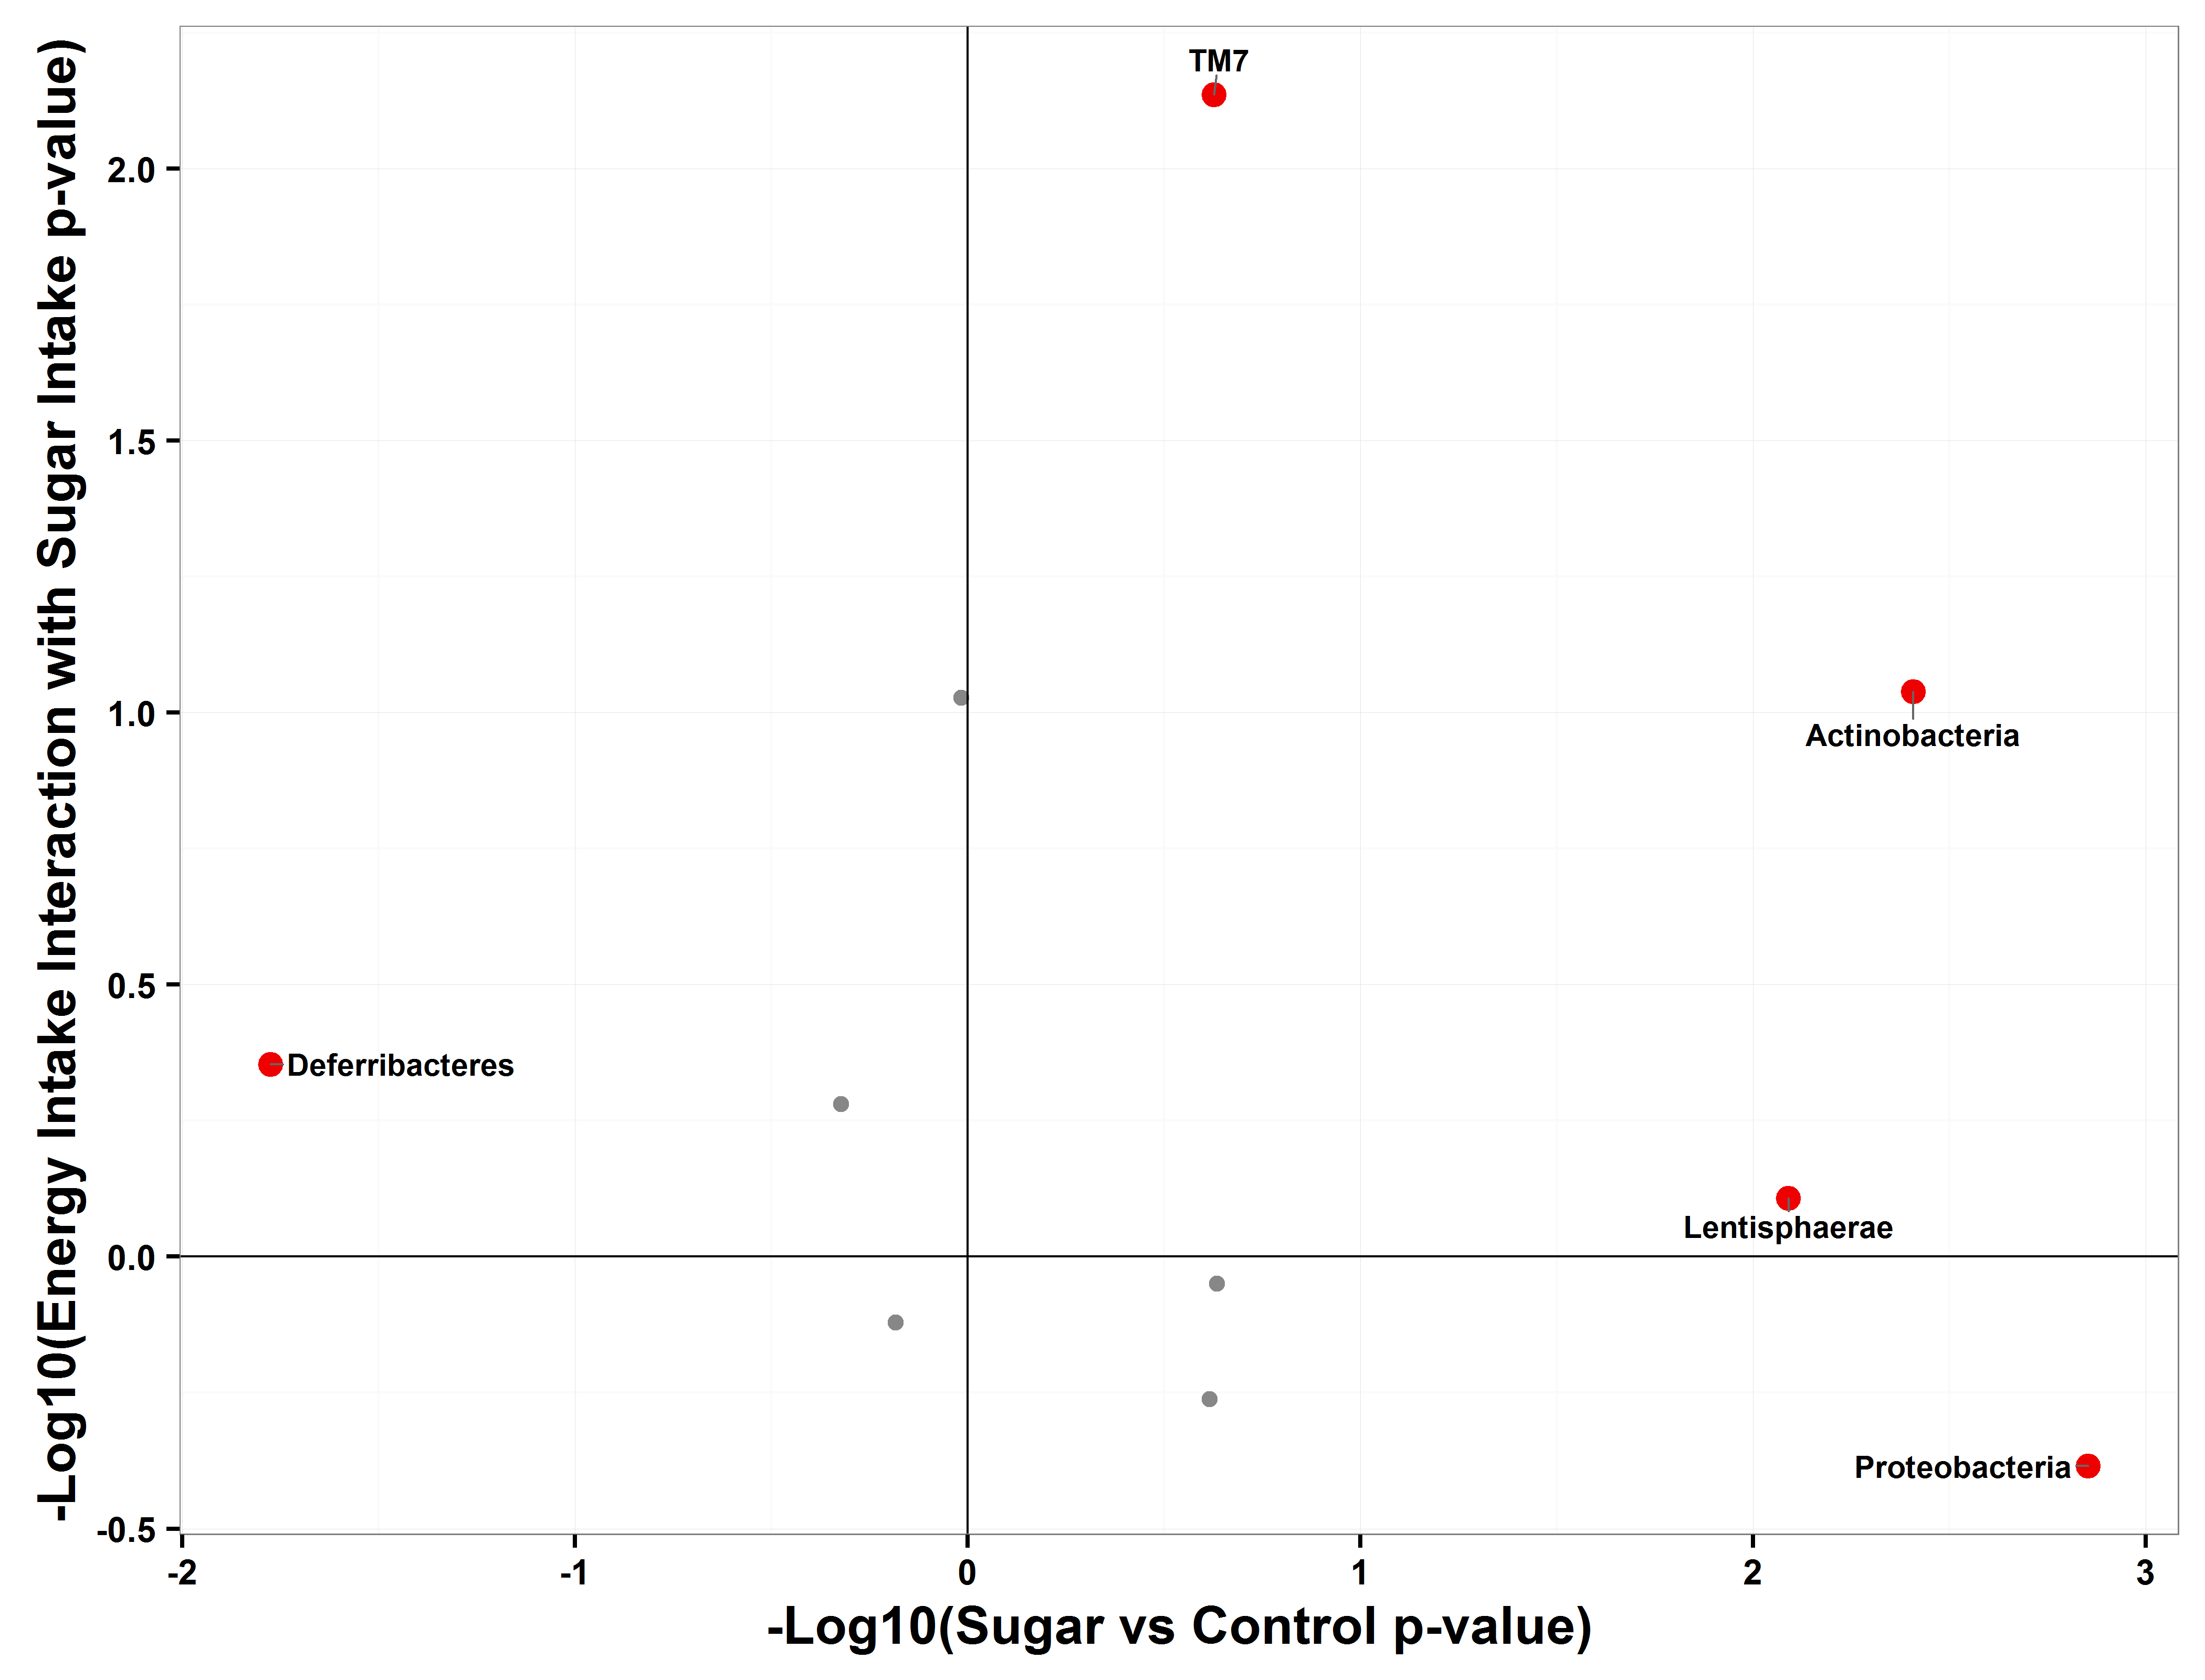 -Log10(Energy Intake Interaction with Sugar Intake p-value)
TM7
2.0
1.5
1.0
Actinobacteria
0.5
Deferribacteres
Lentisphaerae
0.0
Proteobacteria
-0.5
-2 -1 0 1 2 3
-Log10(Sugar vs Control p-value)